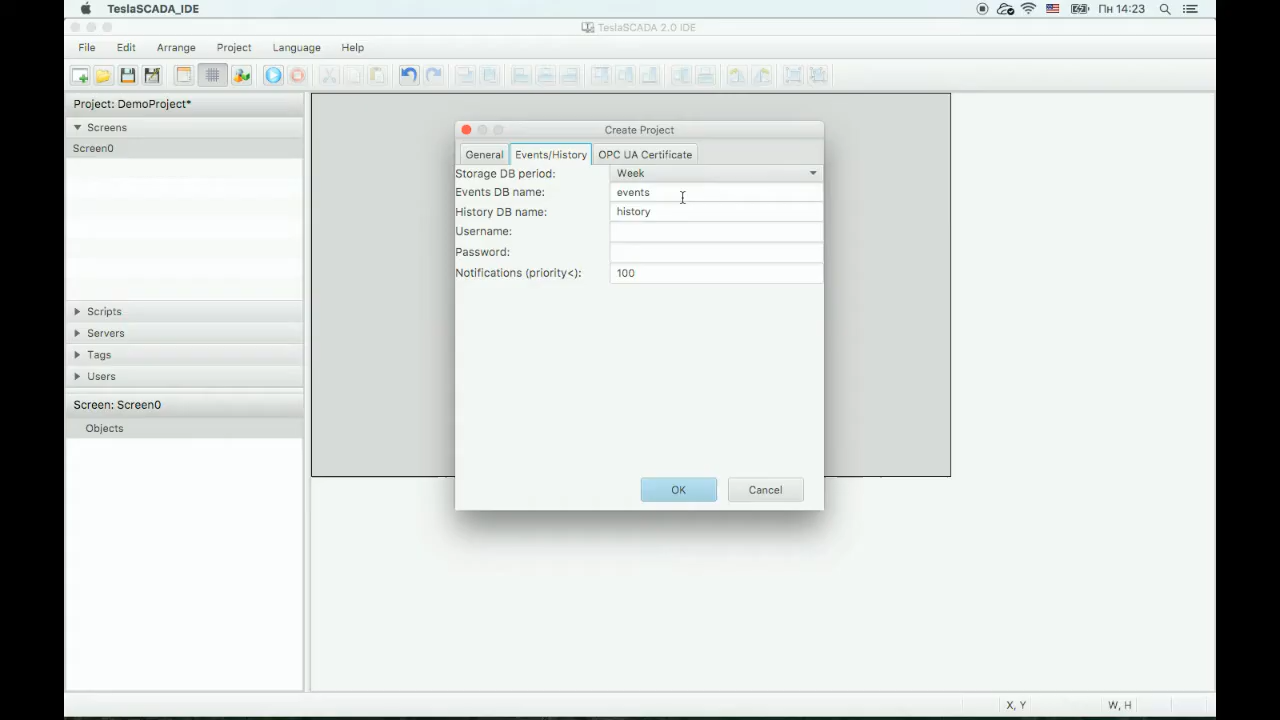 TeslaSCADA_IDE
Пн 14:23
TeslaSCADA 2.0 IDE
File Edit Arrange Project Language Help
Project: DemoProject*
Screens
Screen0
Scripts
Servers
Tags
Users
Screen: Screen0
Objects
Create Project
General Events/History OPC UA Certificate
Storage DB period: Week
Events DB name: events
History DB name: history
Username:
Password:
Notifications (priority<): 100
OK Cancel
X, Y W, H